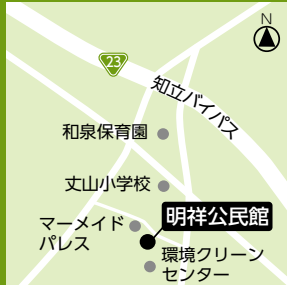 N
23
知立バイパス
和泉保育園
丈山小学校
明祥公民館
マーメイド
パレス
環境クリーン
センター